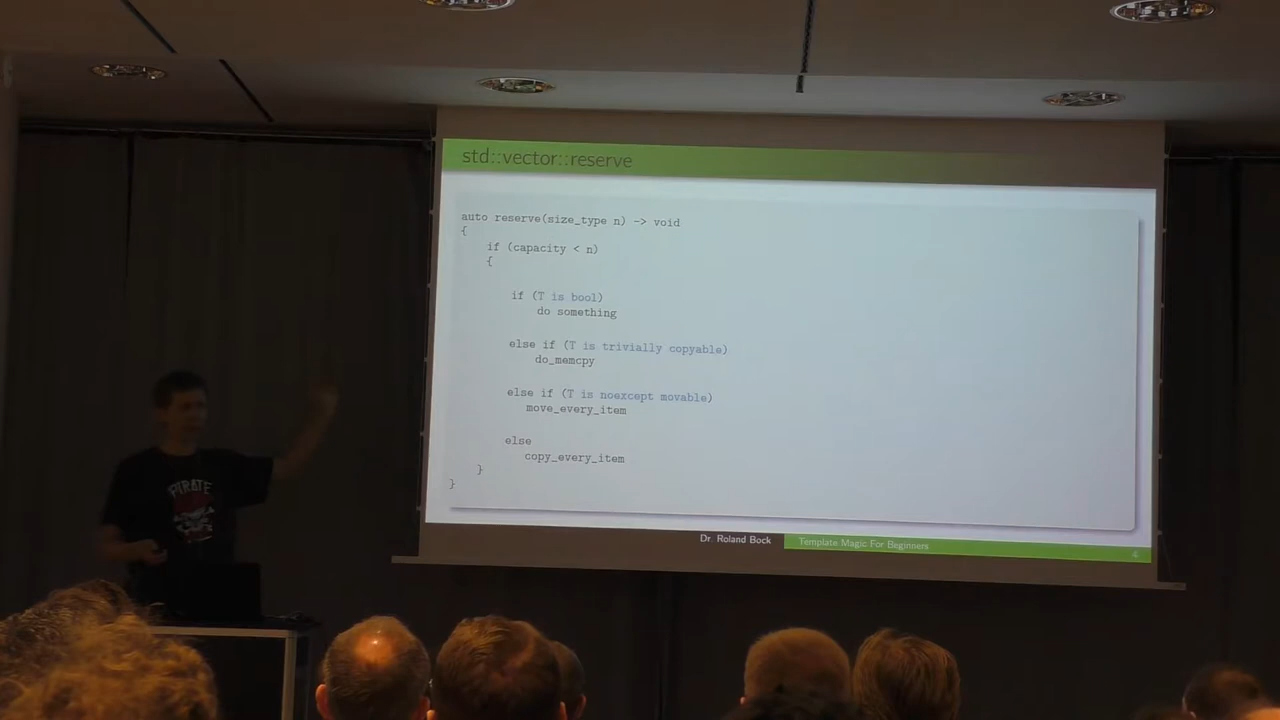 std::vector::reserve
auto reserve(size_type n) -> void
{
if (capacity < n)
{
if (T is bool)
do something
else if (T is trivially copyable)
do_memcpy
else if (T is noexcept movable)
move_every_item
else
copy_every_item
}
}
Dr. Roland Bock
Template Magic For Beginners
4
PIRATE